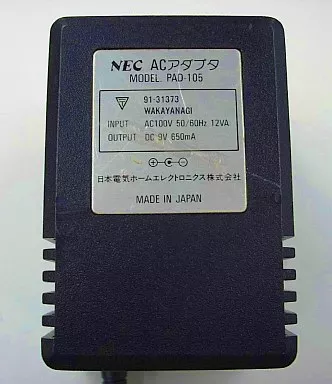 NEC ACアダプタ
MODEL. PAD-105
91-31373
WAKAYANAGI
INPUT AC100V 50/60Hz 12VA
OUTPUT DC 9V 650mA
日本電気ホームエレクトロニクス株式会社
MADE IN JAPAN